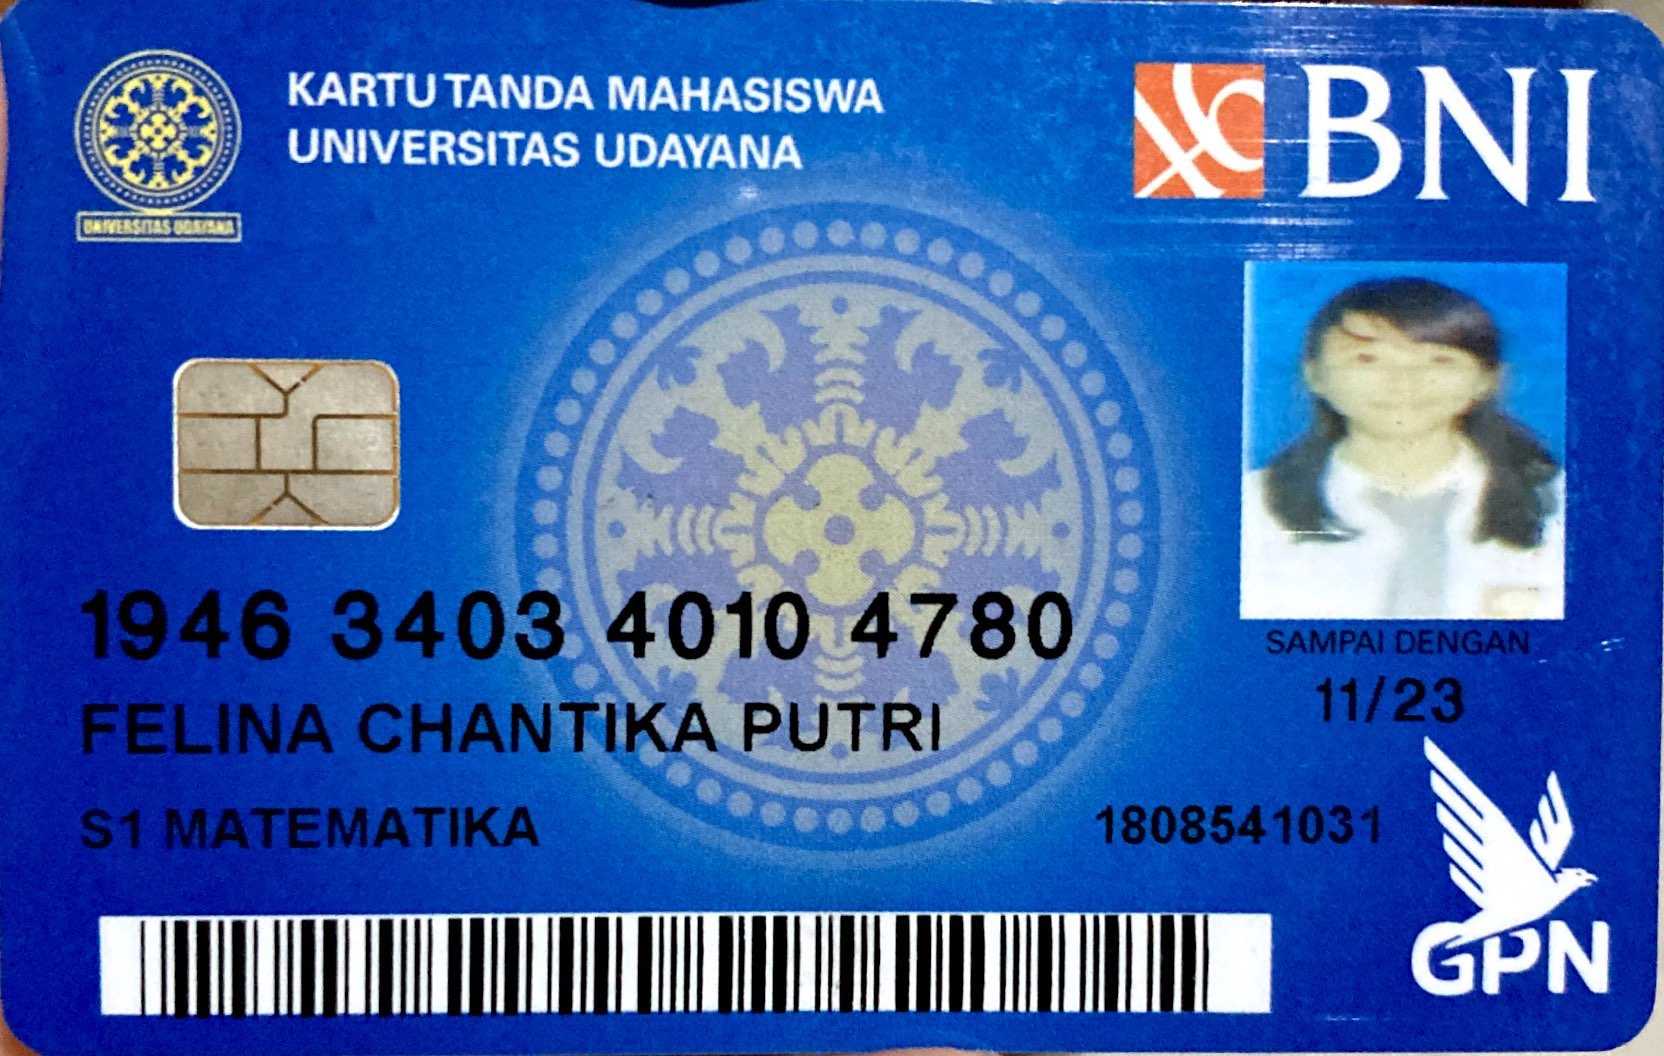 KARTU TANDA MAHASISWA
UNIVERSITAS UDAYANA
UNIVERSITAS UDAYANA
BNI
1946 3403 4010 4780
SAMPAI DENGAN
11/23
FELINA CHANTIKA PUTRI
S1 MATEMATIKA
1808541031
GPN